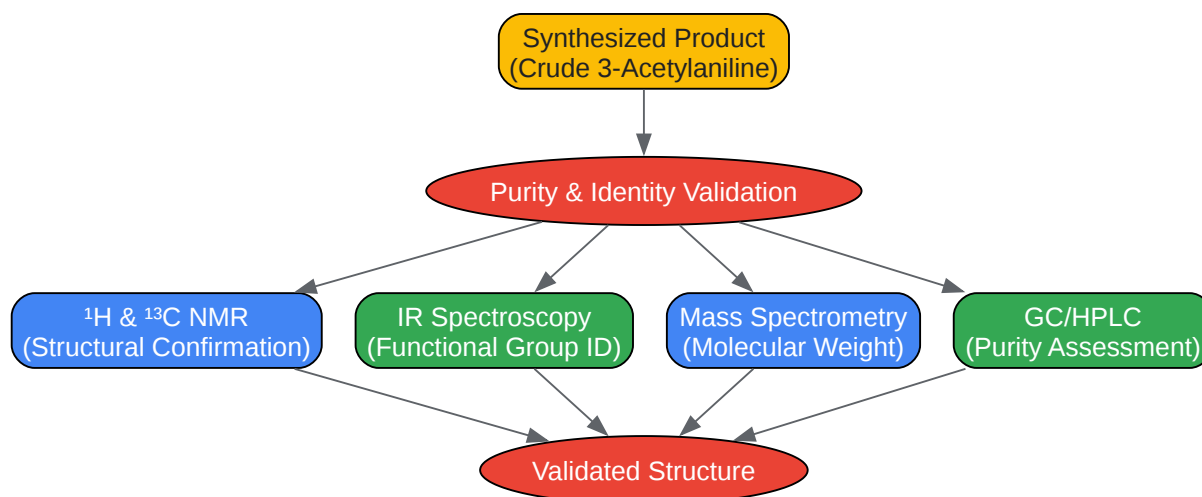 Synthesized Product
(Crude 3-Acetylaniline)
Purity & Identity Validation
¹H & ¹³C NMR
(Structural Confirmation)
IR Spectroscopy
(Functional Group ID)
Mass Spectrometry
(Molecular Weight)
GC/HPLC
(Purity Assessment)
Validated Structure